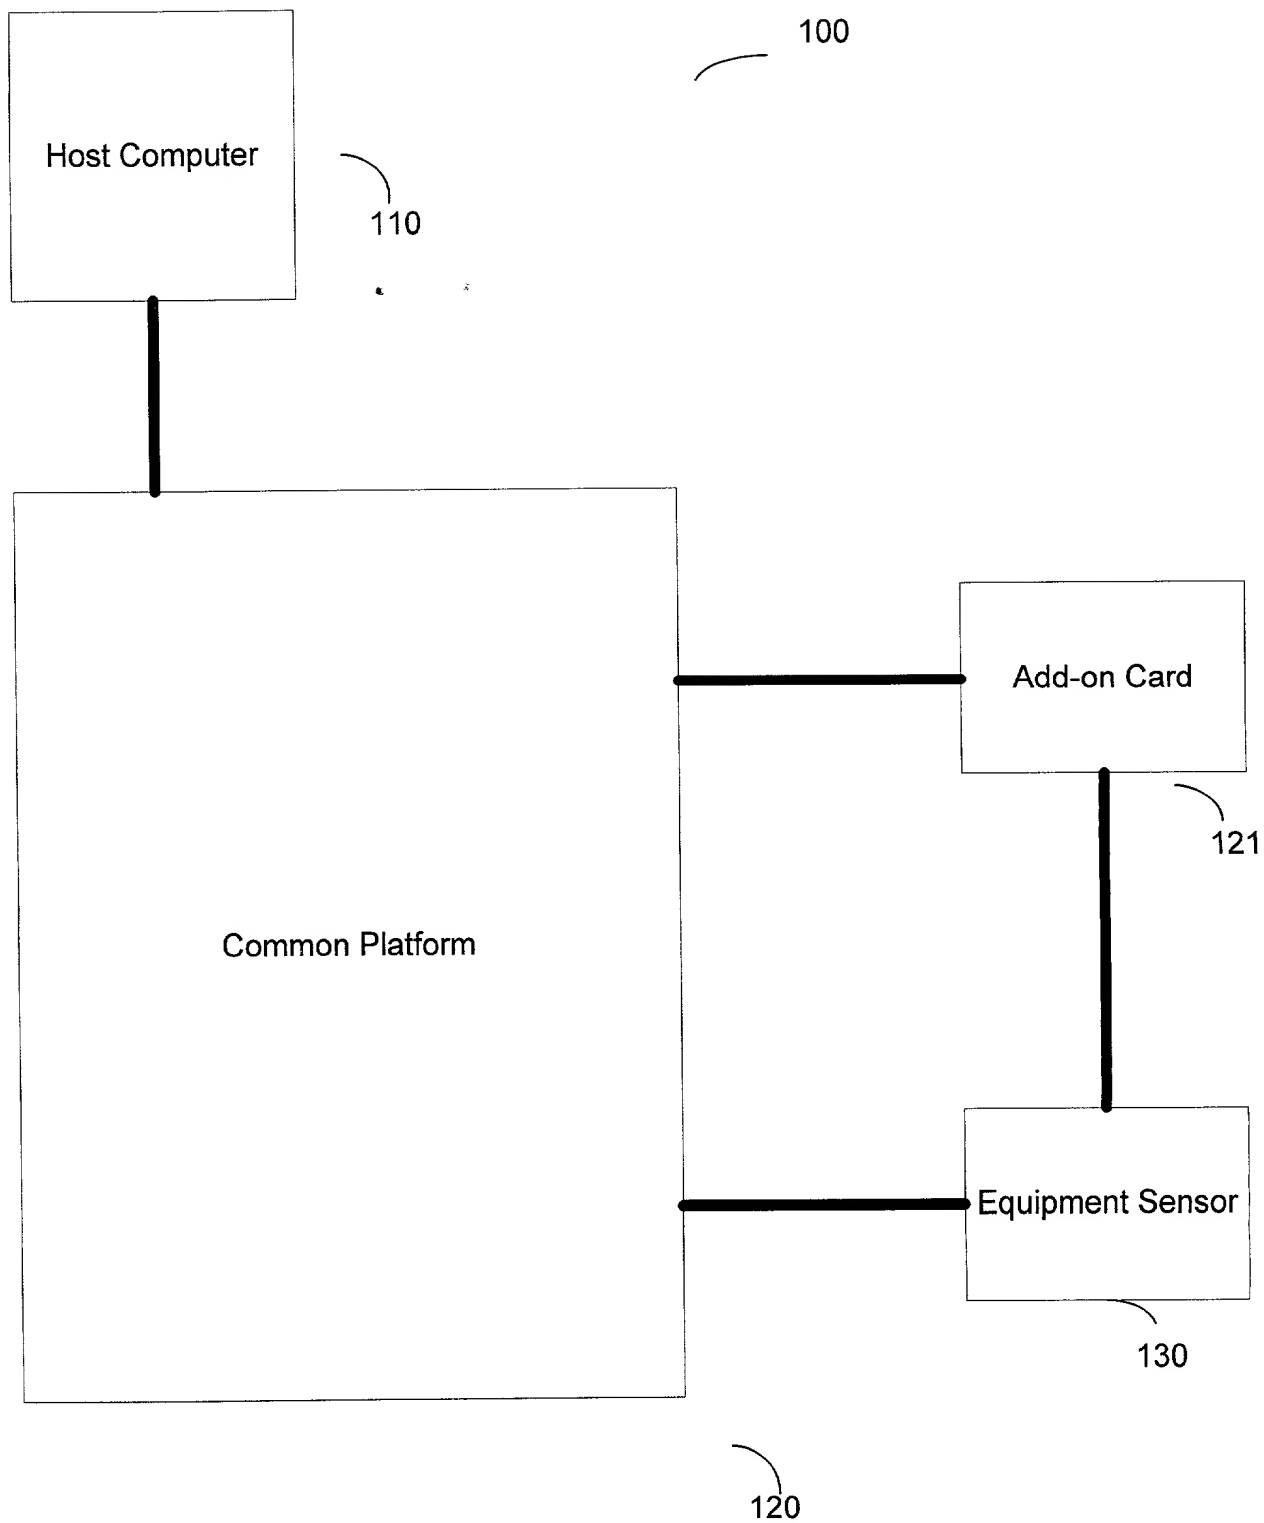 100
Host Computer
110
Add-on Card
121
Common Platform
Equipment Sensor
130
120